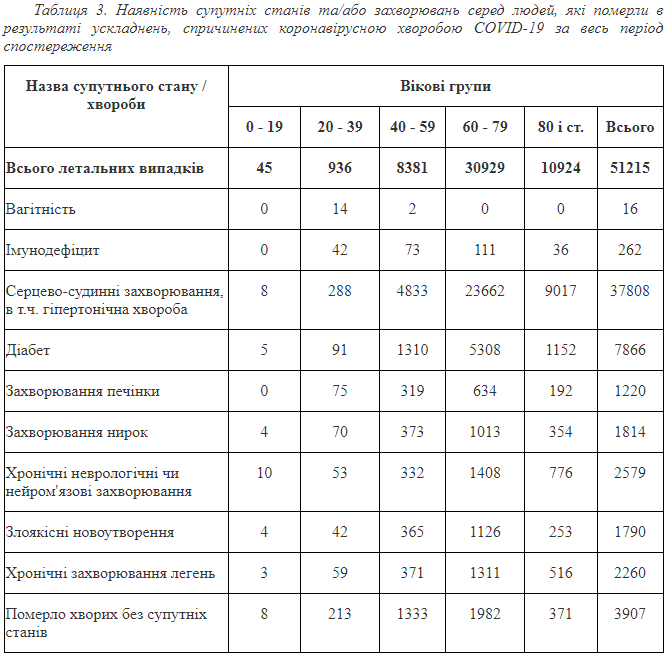 Таблиця 3. Наявність супутніх станів та/або захворювань серед людей, які померли в
результаті ускладнень, спричинених коронавірусною хворобою COVID-19 за весь період
спостереження
Назва супутнього стану /
хвороби
Вікові групи
0 - 19 20 - 39 40 - 59 60 - 79 80 і ст. Всього
Всього летальних випадків 45 936 8381 30929 10924 51215
Вагітність 0 14 2 0 0 16
Імунодефіцит 0 42 73 111 36 262
Серцево-судинні захворювання,
в т.ч. гіпертонічна хвороба
8 288 4833 23662 9017 37808
Діабет 5 91 1310 5308 1152 7866
Захворювання печінки 0 75 319 634 192 1220
Захворювання нирок 4 70 373 1013 354 1814
Хронічні неврологічні чи
нейром'язові захворювання
10 53 332 1408 776 2579
Злоякісні новоутворення 4 42 365 1126 253 1790
Хронічні захворювання легень 3 59 371 1311 516 2260
Померло хворих без супутніх
станів
8 213 1333 1982 371 3907